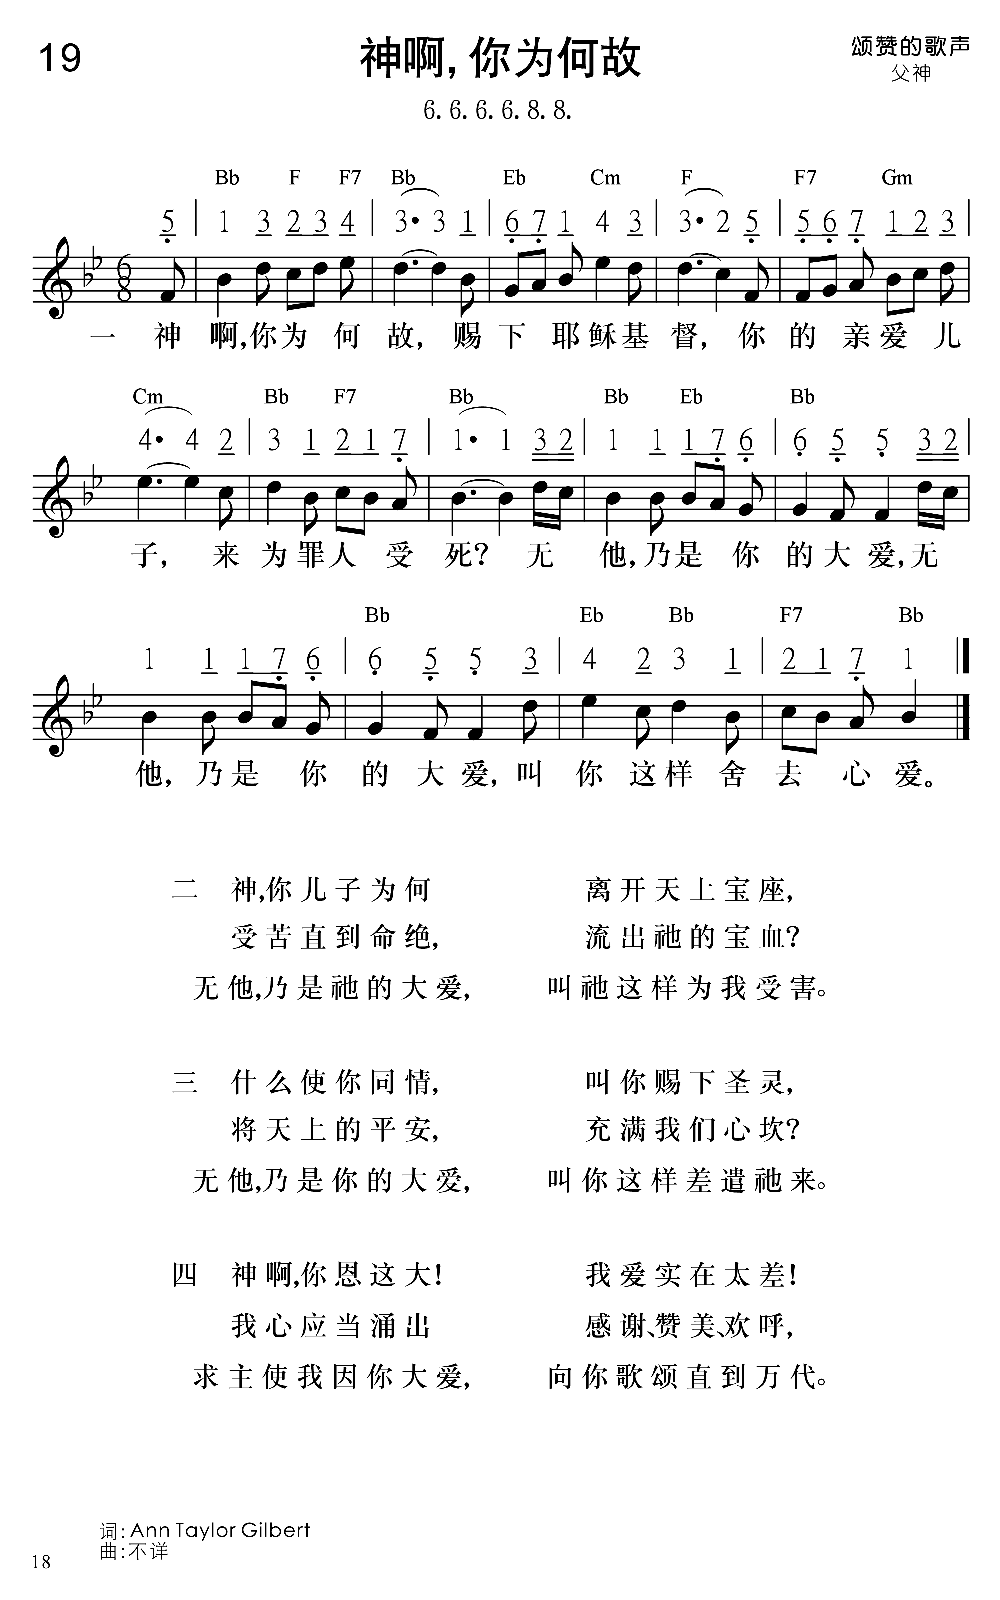 19
神啊,你为何故
颂赞的歌声
父神
6.6.6.6.8.8.
Bb F F7 Bb Eb Cm F F7 Gm
5 | 1 3 2 3 4 | 3· 3 1 | 6 7 1 4 3 | 3· 2 5 | 5 6 7 1 2 3 |
6
8
一 神 啊,你为 何 故, 赐 下 耶 稣 基 督, 你 的 亲 爱 儿
Cm Bb F7 Bb Bb Eb Bb
4· 4 2 | 3 1 2 1 7 | 1· 1 3 2 | 1 1 1 7 6 | 6 5 5 3 2 |
子, 来 为 罪 人 受 死? 无 他,乃 是 你 的 大 爱,无
Bb Eb Bb F7 Bb
1 1 1 7 6 | 6 5 5 3 | 4 2 3 1 | 2 1 7 1
他, 乃 是 你 的 大 爱,叫 你 这 样 舍 去 心 爱。
二 神,你 儿 子 为 何 离 开 天 上 宝 座,
受 苦 直 到 命 绝, 流 出 祂 的 宝 血?
无 他,乃 是 祂 的 大 爱, 叫 祂 这 样 为 我 受 害。
三 什 么 使 你 同 情, 叫 你 赐 下 圣 灵,
将 天 上 的 平 安, 充 满 我 们 心 坎?
无 他,乃 是 你 的 大 爱, 叫 你 这 样 差 遣 祂 来。
四 神 啊,你 恩 这 大! 我 爱 实 在 太 差!
我 心 应 当 涌 出 感 谢、赞 美、欢 呼,
求 主 使 我 因 你 大 爱, 向 你 歌 颂 直 到 万 代。
词: Ann Taylor Gilbert
曲:不详
18